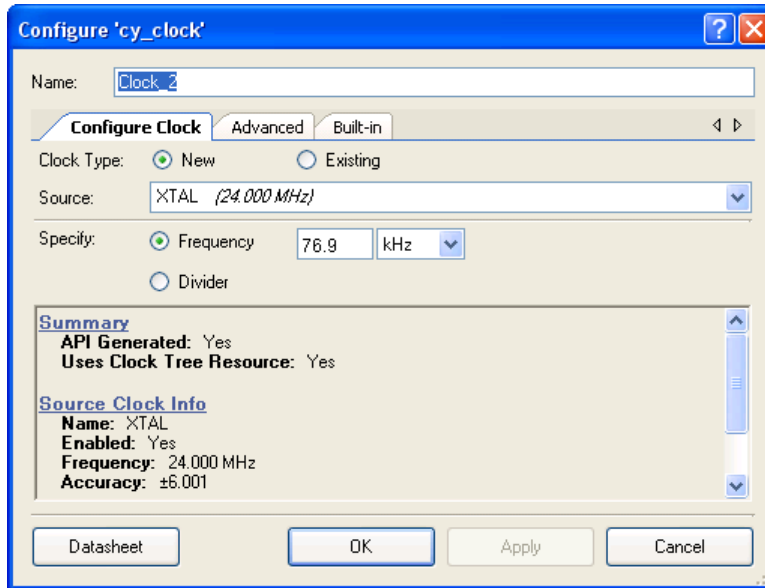 Configure 'cy_clock'
Name: Clock_2
Configure Clock Advanced Built-in
Clock Type: New Existing
Source: XTAL (24.000 MHz)
Specify: Frequency 76.9 kHz
Divider
Summary
API Generated: Yes
Uses Clock Tree Resource: Yes
Source Clock Info
Name: XTAL
Enabled: Yes
Frequency: 24.000 MHz
Accuracy: ±6.001
Datasheet OK Apply Cancel